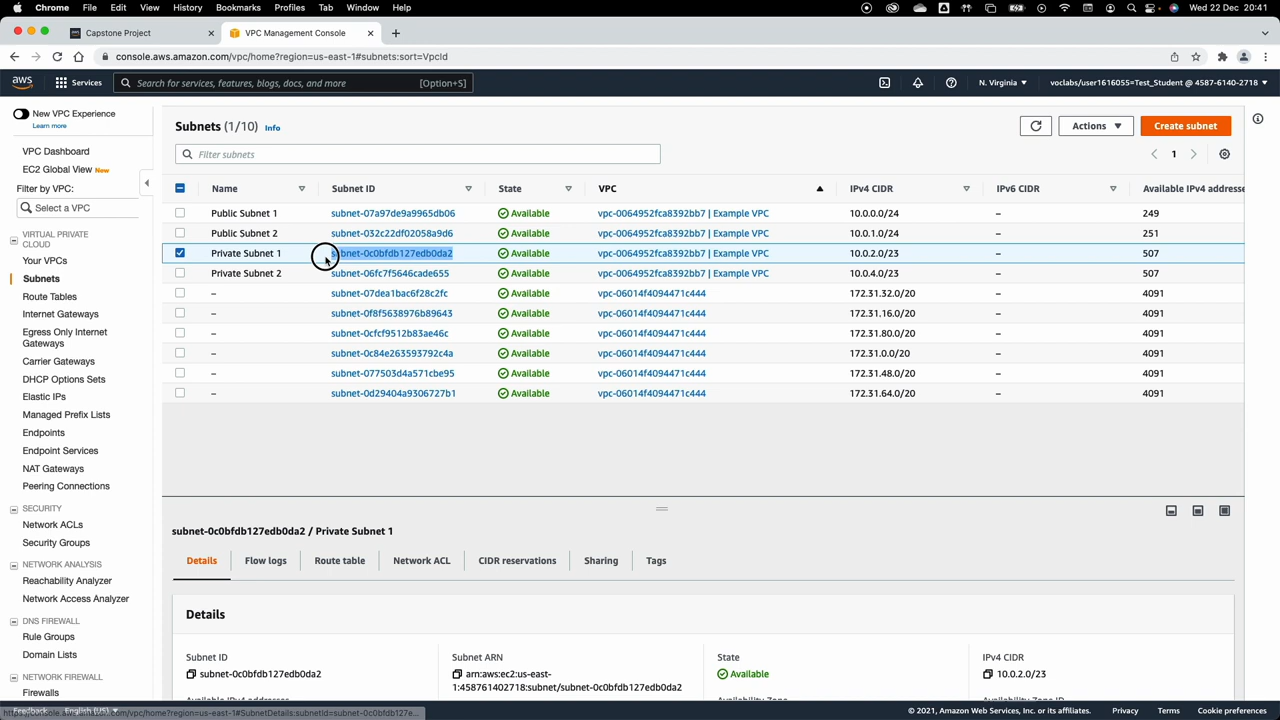 Chrome File Edit View History Bookmarks Profiles Tab Window Help Wed 22 Dec 20:41
Capstone Project VPC Management Console
console.aws.amazon.com/vpc/home?region=us-east-1#subnets:sort=VpcId
aws Services Search for services, features, blogs, docs, and more [Option+S] N. Virginia voclabs/user1616055=Test_Student @ 4587-6140-2718
New VPC Experience
Learn more
VPC Dashboard
EC2 Global View New
Filter by VPC:
Select a VPC
VIRTUAL PRIVATE
CLOUD
Your VPCs
Subnets
Route Tables
Internet Gateways
Egress Only Internet
Gateways
Carrier Gateways
DHCP Options Sets
Elastic IPs
Managed Prefix Lists
Endpoints
Endpoint Services
NAT Gateways
Peering Connections
SECURITY
Network ACLs
Security Groups
NETWORK ANALYSIS
Reachability Analyzer
Network Access Analyzer
DNS FIREWALL
Rule Groups
Domain Lists
NETWORK FIREWALL
Firewalls
Subnets (1/10) Info
Actions Create subnet
Filter subnets
1
Name Subnet ID State VPC IPv4 CIDR IPv6 CIDR Available IPv4 addresse
Public Subnet 1 subnet-07a97de9a9965db06 Available vpc-0064952fca8392bb7 | Example VPC 10.0.0.0/24 – 249
Public Subnet 2 subnet-032c22df02058a9d6 Available vpc-0064952fca8392bb7 | Example VPC 10.0.1.0/24 – 251
Private Subnet 1 subnet-0c0bfdb127edb0da2 Available vpc-0064952fca8392bb7 | Example VPC 10.0.2.0/23 – 507
Private Subnet 2 subnet-06fc7f5646cade655 Available vpc-0064952fca8392bb7 | Example VPC 10.0.4.0/23 – 507
– subnet-07dea1bac6f28c2fc Available vpc-06014f4094471c444 172.31.32.0/20 – 4091
– subnet-0f8f5638976b89643 Available vpc-06014f4094471c444 172.31.16.0/20 – 4091
– subnet-0cfcf9512b83ae46c Available vpc-06014f4094471c444 172.31.80.0/20 – 4091
– subnet-0c84e263593792c4a Available vpc-06014f4094471c444 172.31.0.0/20 – 4091
– subnet-077503d4a571cbe95 Available vpc-06014f4094471c444 172.31.48.0/20 – 4091
– subnet-0d29404a9306727b1 Available vpc-06014f4094471c444 172.31.64.0/20 – 4091
subnet-0c0bfdb127edb0da2 / Private Subnet 1
Details Flow logs Route table Network ACL CIDR reservations Sharing Tags
Details
Subnet ID Subnet ARN State IPv4 CIDR
subnet-0c0bfdb127edb0da2 arn:aws:ec2:us-east-
1:458761402718:subnet/subnet-0c0bfdb127edb0da2 Available 10.0.2.0/23
https://console.aws.amazon.com/vpc/home?region=us-east-1#SubnetDetails:subnetId=subnet-0c0bfdb127e...
© 2021, Amazon Web Services, Inc. or its affiliates. Privacy Terms Cookie preferences